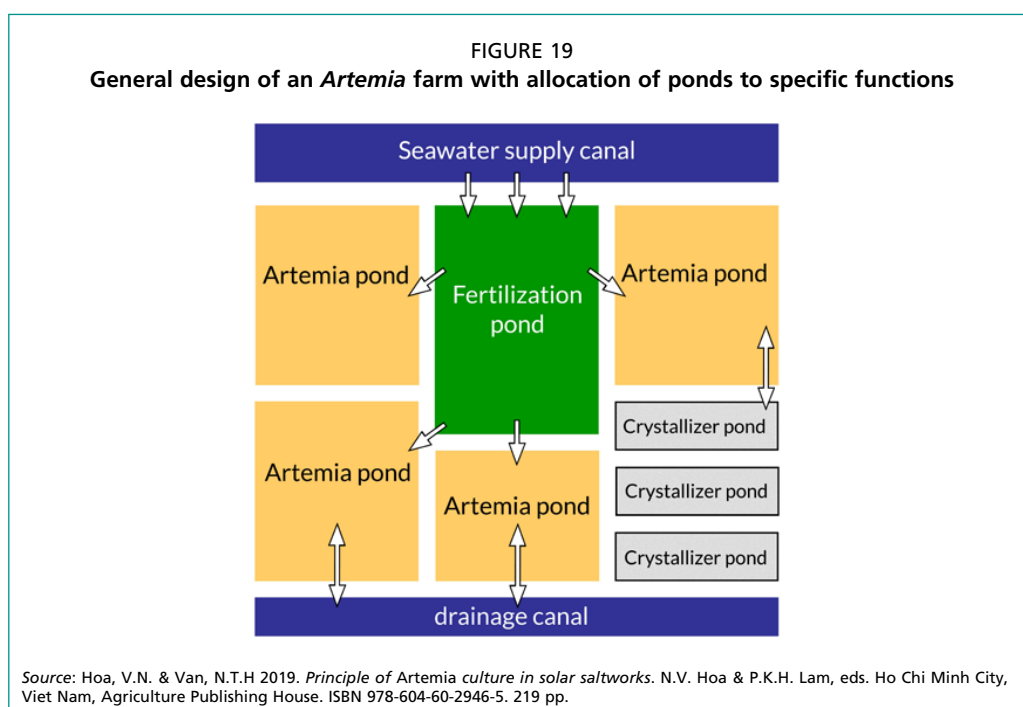 FIGURE 19
General design of an Artemia farm with allocation of ponds to specific functions
Seawater supply canal
Artemia pond
Fertilization
pond
Artemia pond
Crystallizer pond
Artemia pond
Artemia pond
Crystallizer pond
Crystallizer pond
drainage canal
Source: Hoa, V.N. & Van, N.T.H 2019. Principle of Artemia culture in solar saltworks. N.V. Hoa & P.K.H. Lam, eds. Ho Chi Minh City,
Viet Nam, Agriculture Publishing House. ISBN 978-604-60-2946-5. 219 pp.